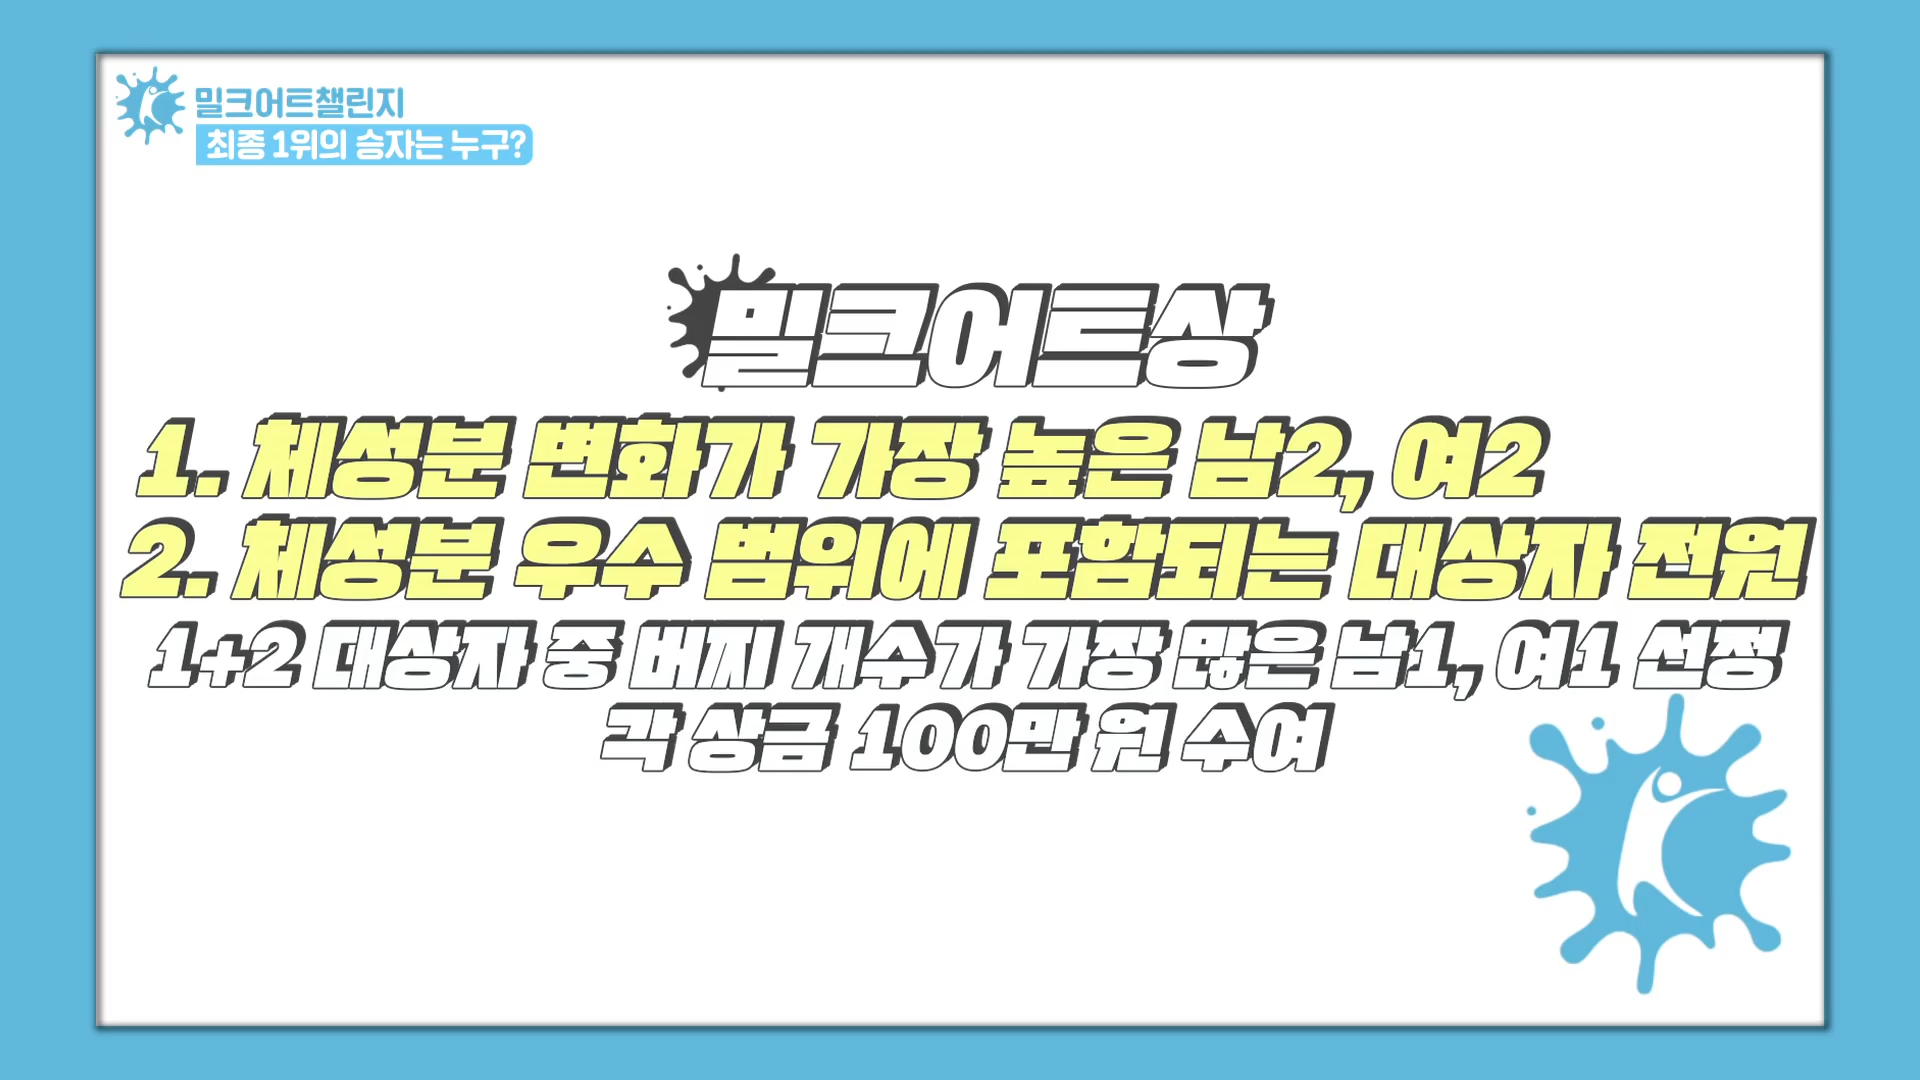 밀크어트챌린지
최종 1위의 승자는 누구?
밀크어트상
1. 체성분 변화가 가장 높은 남2, 여2
2. 체성분 우수 범위에 포함되는 대상자 전원
1+2 대상자 중 버지 개수가 가장 많은 남1, 여1 선정
각 상금 100만 원 수여